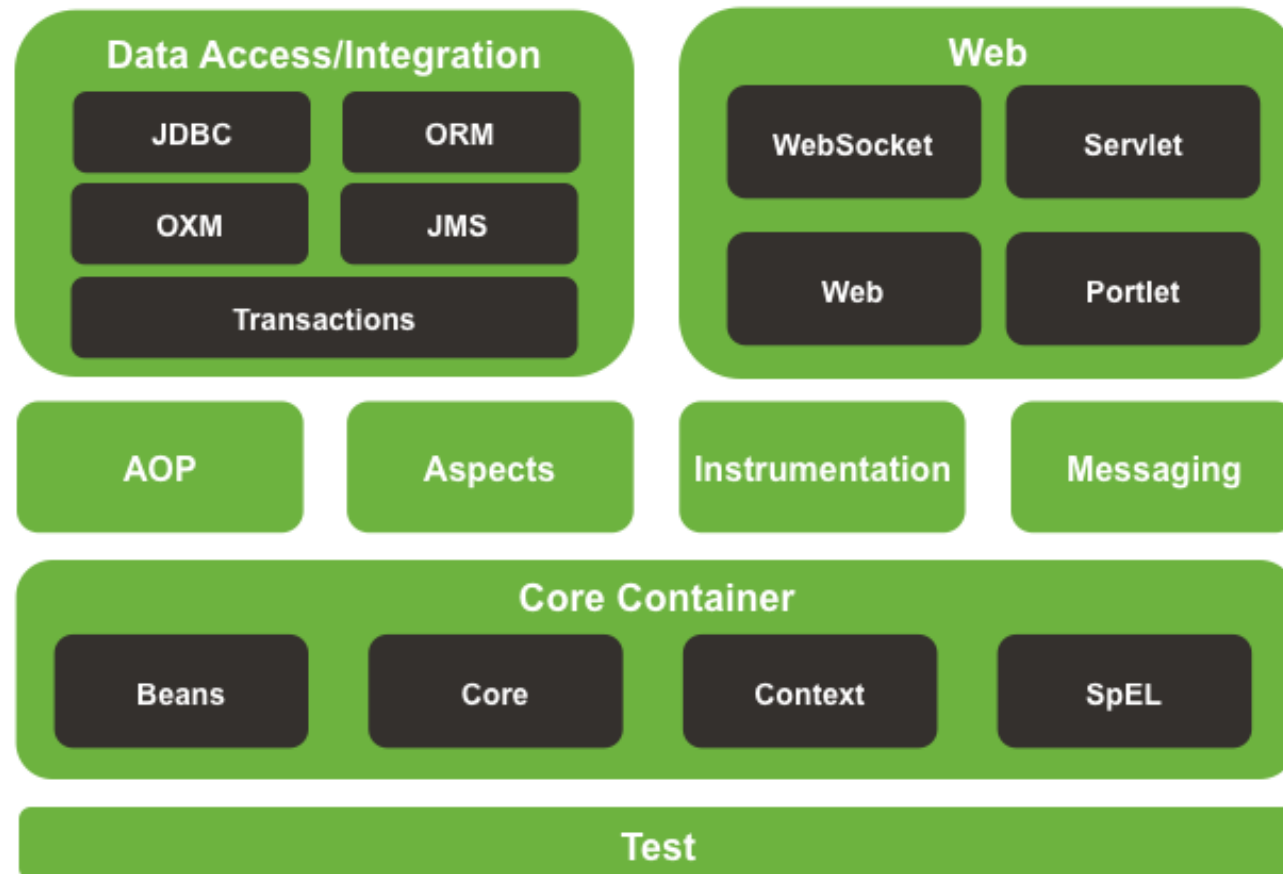 Data Access/Integration
JDBC
ORM
OXM
JMS
Transactions
Web
WebSocket
Servlet
Web
Portlet
AOP
Aspects
Instrumentation
Messaging
Core Container
Beans
Core
Context
SpEL
Test